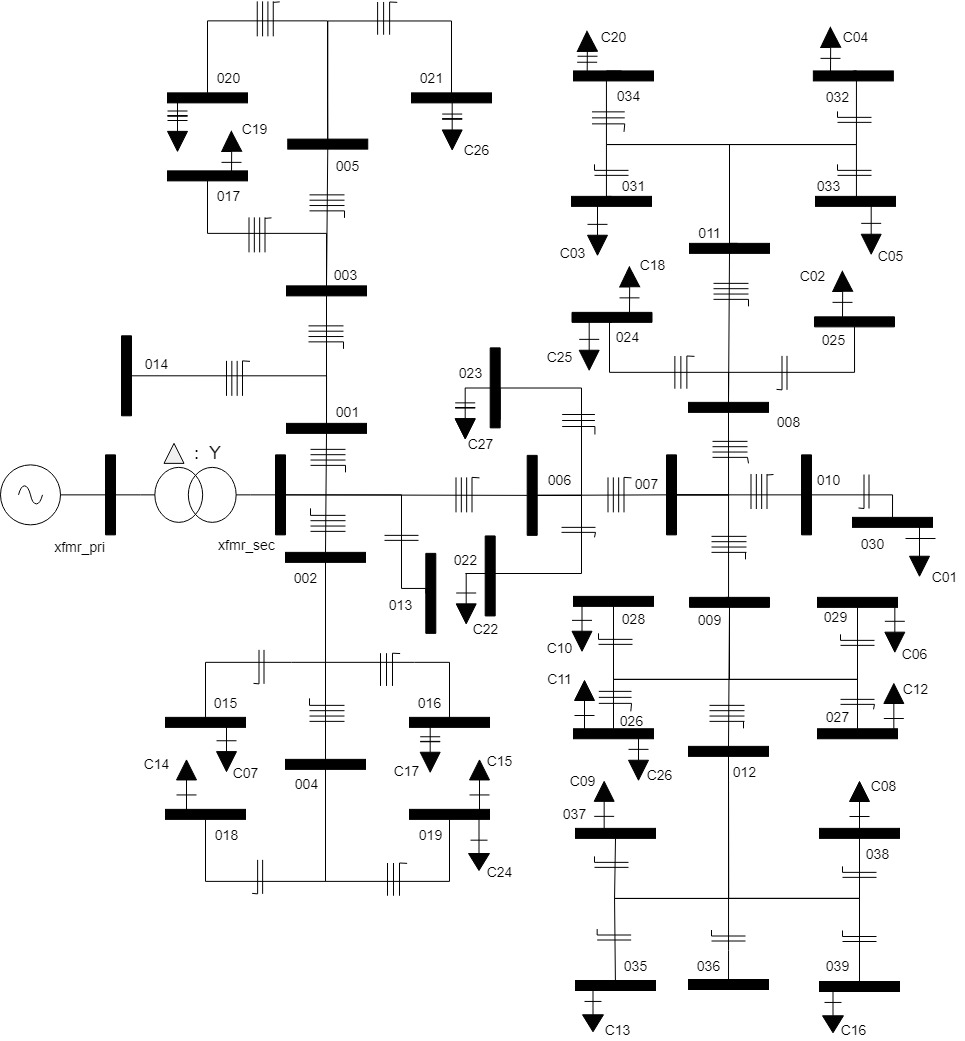 C20
C04
020
021
034
032
C19
C26
005
017
031
033
011
C03
C05
C18
C02
003
024
025
C25
014
023
001
008
C27
△ : Y
006
007
010
xfmr_pri
xfmr_sec
030
022
002
C01
013
028
009
029
C22
C10
C06
C11
C12
015
016
026
027
C14
C07
C17
C15
012
C26
004
C09
C08
037
018
019
038
C24
035
036
039
C13
C16